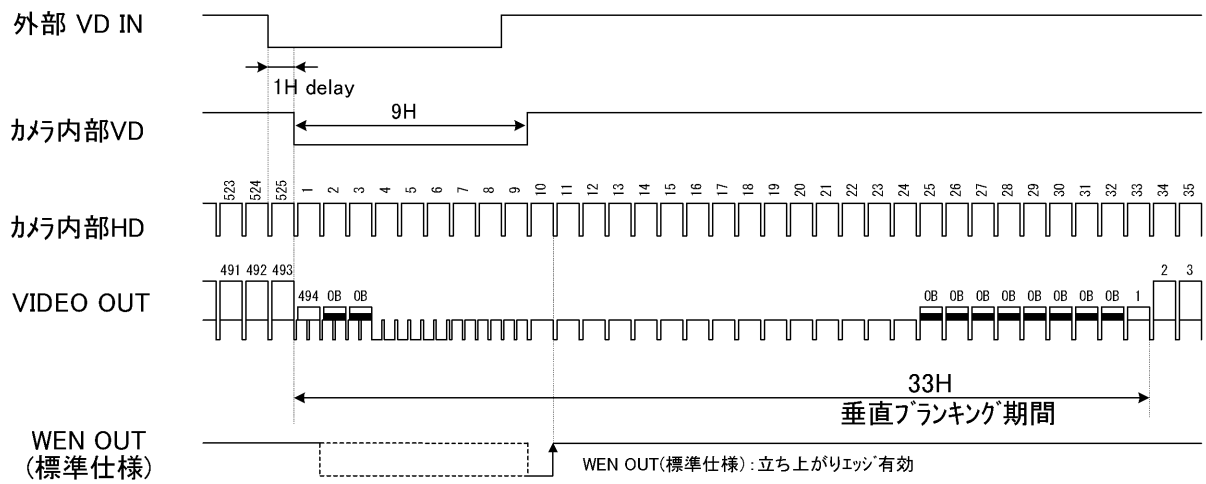 外部 VD IN
1H delay
カメラ内部VD
9H
カメラ内部HD
523 524 525 1 2 3 4 5 6 7 8 9 10 11 12 13 14 15 16 17 18 19 20 21 22 23 24 25 26 27 28 29 30 31 32 33 34 35
VIDEO OUT
491 492 493 494 OB OB OB OB OB OB OB OB OB OB 1 2 3
33H
垂直ブランキング期間
WEN OUT
(標準仕様)
WEN OUT(標準仕様):立ち上がりエッジ有効